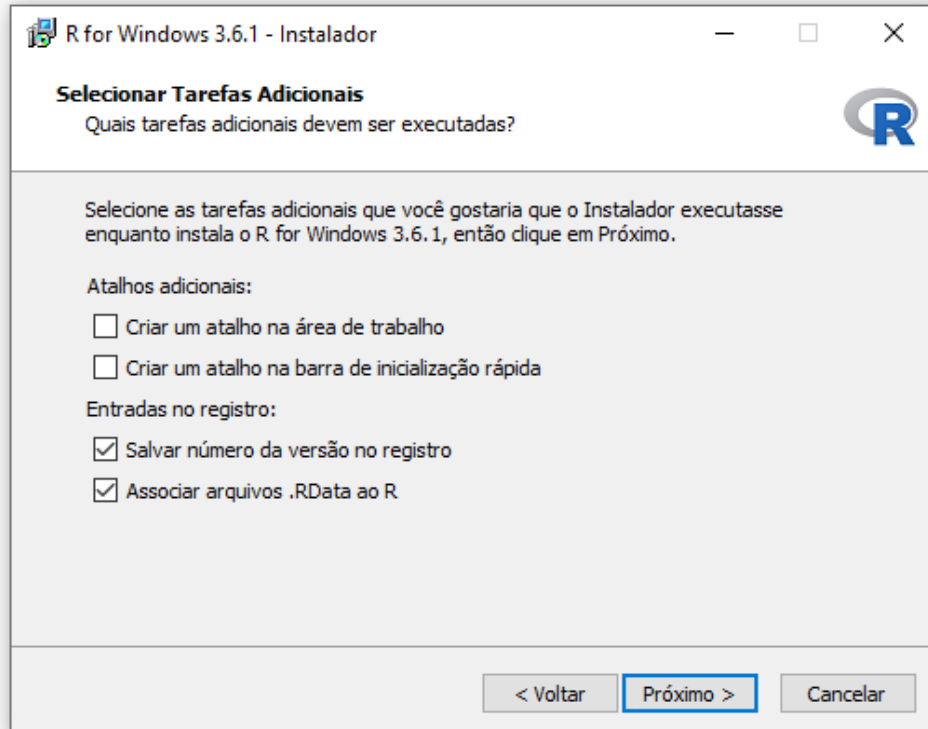 R for Windows 3.6.1 - Instalador
Selecionar Tarefas Adicionais
Quais tarefas adicionais devem ser executadas?
R
Selecione as tarefas adicionais que você gostaria que o Instalador executasse
enquanto instala o R for Windows 3.6.1, então clique em Próximo.
Atalhos adicionais:
Criar um atalho na área de trabalho
Criar um atalho na barra de inicialização rápida
Entradas no registro:
Salvar número da versão no registro
Associar arquivos .RData ao R
< Voltar
Próximo >
Cancelar